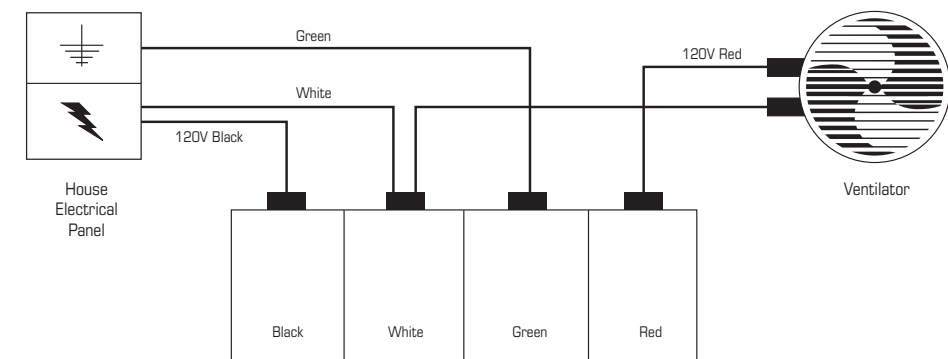 Green
120V Red
White
120V Black
House
Electrical
Panel
Ventilator
Black
White
Green
Red